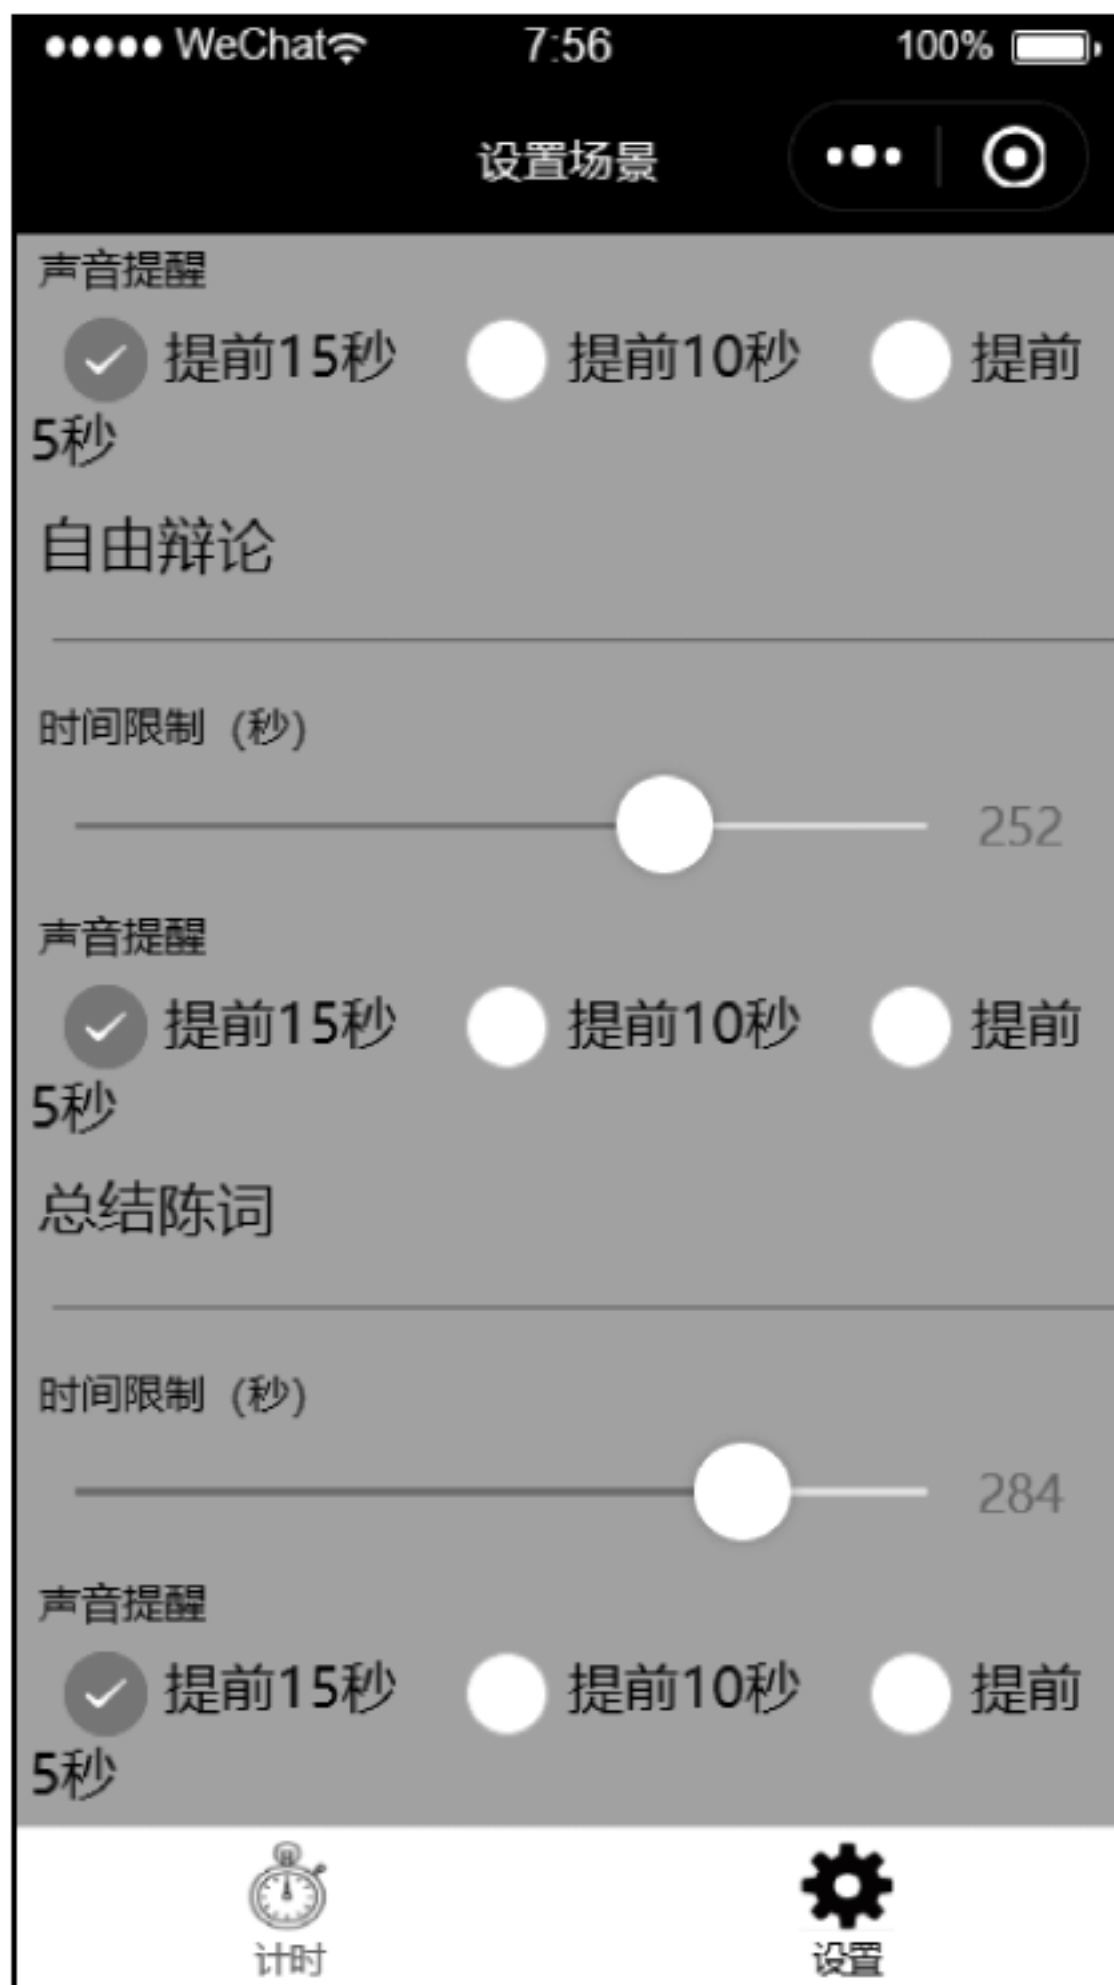 WeChat 7:56 100%
设置场景
声音提醒
提前15秒 提前10秒 提前
5秒
自由辩论
时间限制（秒）
252
声音提醒
提前15秒 提前10秒 提前
5秒
总结陈词
时间限制（秒）
284
声音提醒
提前15秒 提前10秒 提前
5秒
计时 设置